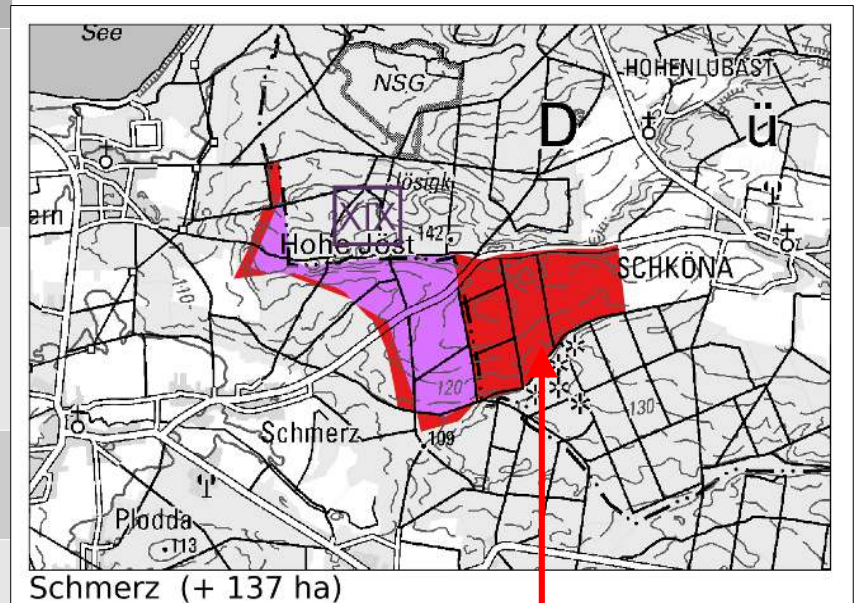 See
NSG
HOHENLUBAST
D ü
ern
lösigk
XIX
Hohe Jöst
142
SCHKÖNA
110
120
130
Schmerz
109
Plodda
113
Schmerz (+ 137 ha)